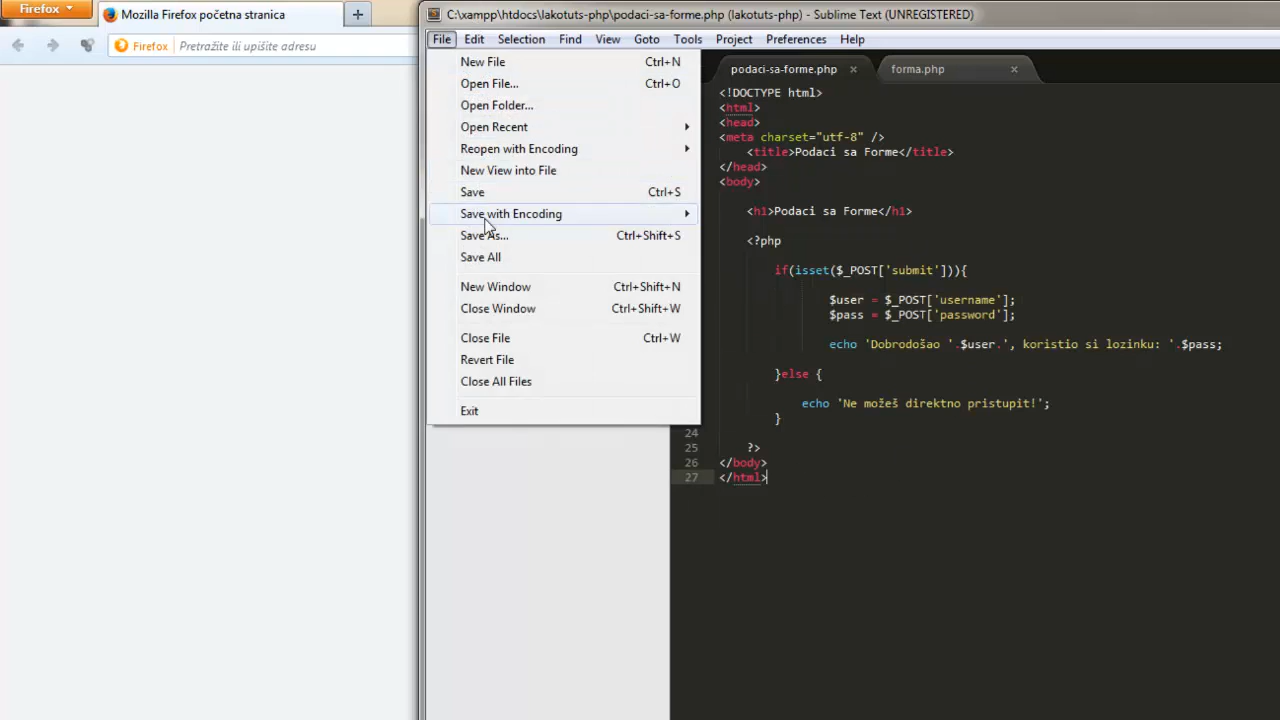 Firefox
Mozilla Firefox početna stranica
Firefox
Pretražite ili upišite adresu
C:\xampp\htdocs\lakotuts-php\podaci-sa-forme.php (lakotuts-php) - Sublime Text (UNREGISTERED)
File Edit Selection Find View Goto Tools Project Preferences Help
New File Ctrl+N
Open File... Ctrl+O
Open Folder...
Open Recent
Reopen with Encoding
New View into File
Save Ctrl+S
Save with Encoding
Save As... Ctrl+Shift+S
Save All
New Window Ctrl+Shift+N
Close Window Ctrl+Shift+W
Close File Ctrl+W
Revert File
Close All Files
Exit
podaci-sa-forme.php
forma.php
<!DOCTYPE html>
<html>
<head>
<meta charset="utf-8" />
<title>Podaci sa Forme</title>
</head>
<body>
<h1>Podaci sa Forme</h1>
<?php
if(isset($_POST['submit'])){
$user = $_POST['username'];
$pass = $_POST['password'];
echo 'Dobrodošao '.$user.', koristio si lozinku: '.$pass;
}else {
echo 'Ne možeš direktno pristupit!';
}
24
25 ?>
26 </body>
27 </html>